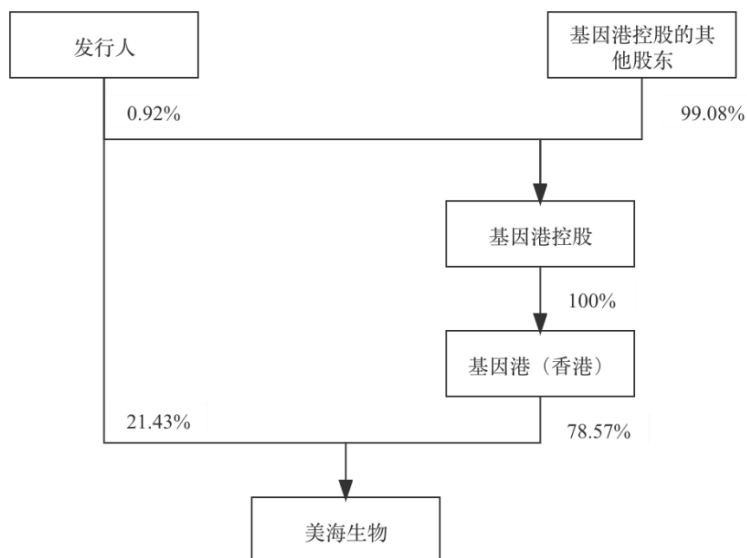 发行人
基因港控股的其
他股东
0.92%
99.08%
基因港控股
100%
基因港（香港）
21.43%
78.57%
美海生物